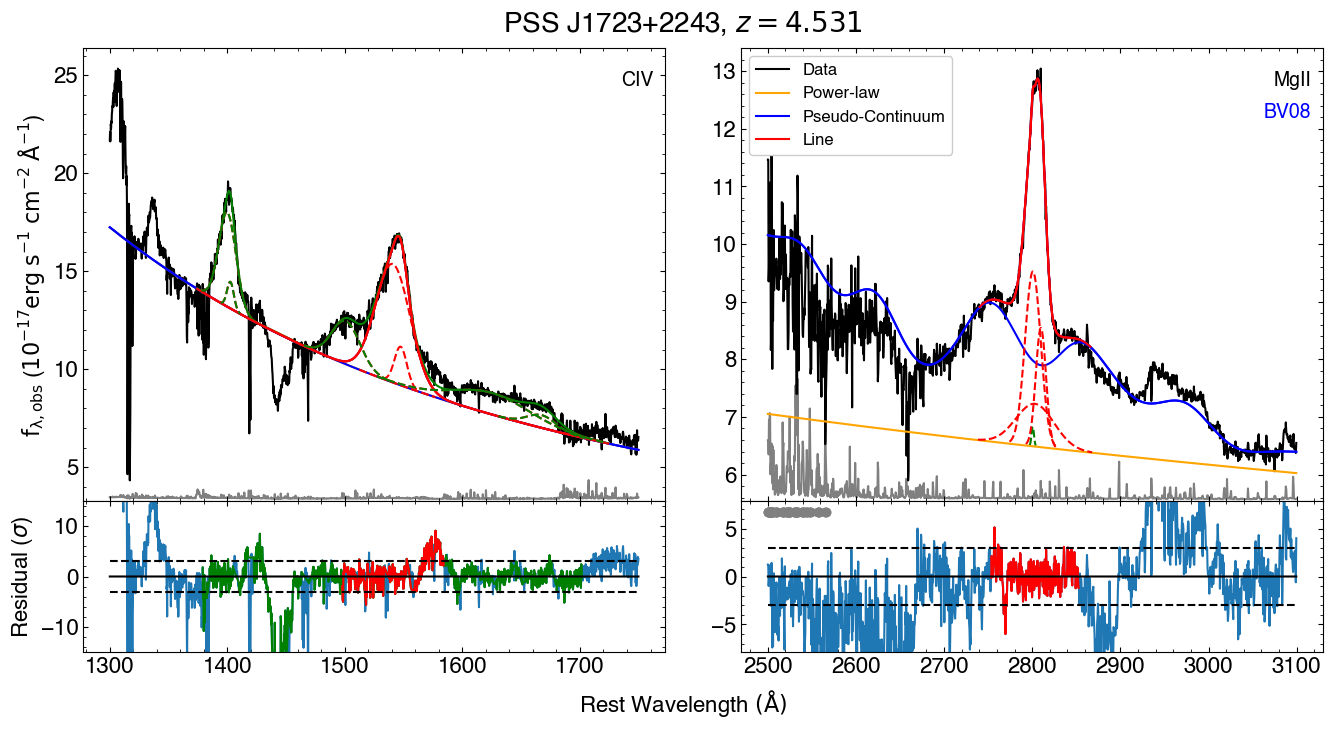 PSS J1723+2243, z = 4.531
CIV
25
20
15
10
5
f_{λ,obs} (10^{−17} erg s^{−1} cm^{−2} Å^{−1})
MgII
BV08
Data
Power-law
Pseudo-Continuum
Line
13
12
11
10
9
8
7
6
Residual (σ)
10
0
−10
5
0
−5
1300 1400 1500 1600 1700
2500 2600 2700 2800 2900 3000 3100
Rest Wavelength (Å)